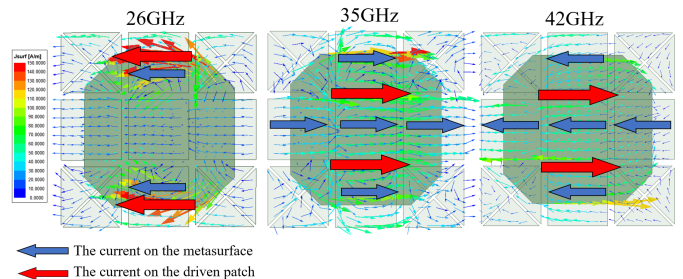 26GHz
35GHz
42GHz
Jsurf [A/m]
150.0000
140.0000
130.0000
120.0000
110.0000
100.0000
90.0000
80.0000
70.0000
60.0000
50.0000
40.0000
30.0000
20.0000
10.0000
0.0000
The current on the metasurface
The current on the driven patch